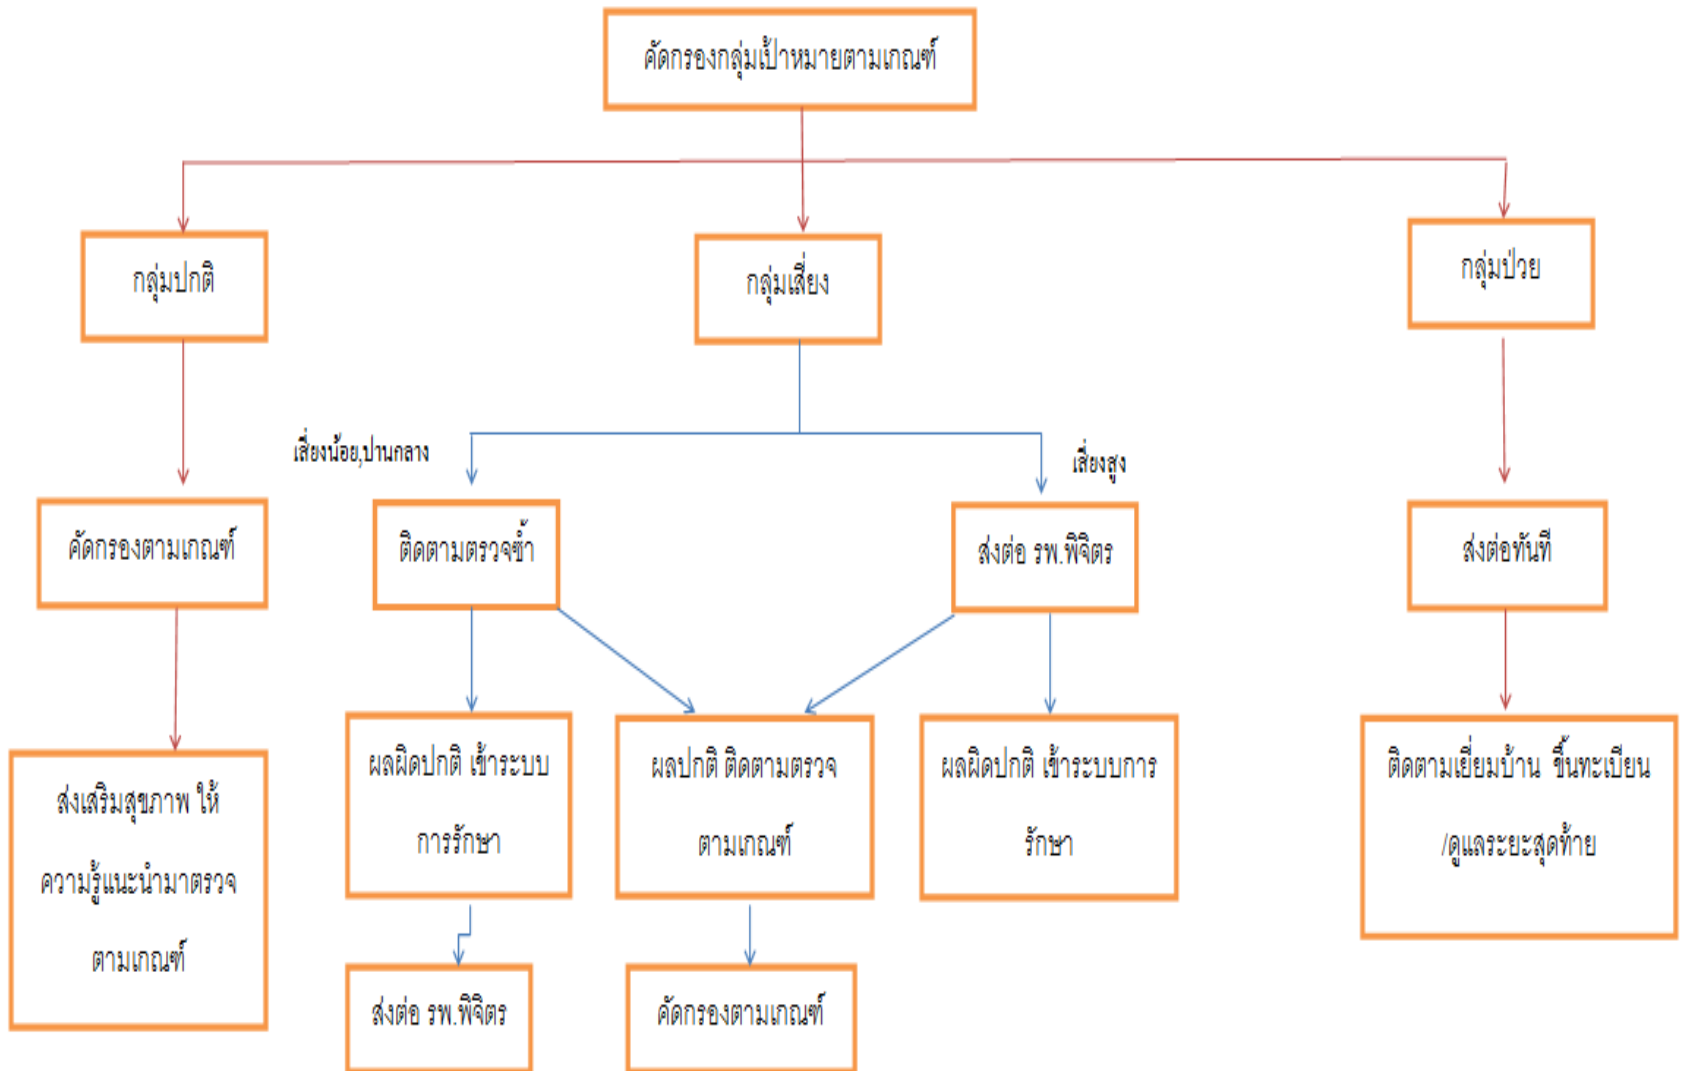 คัดกรองกลุ่มเป้าหมายตามเกณฑ์
กลุ่มปกติ
กลุ่มเสี่ยง
กลุ่มป่วย
เสี่ยงน้อย,ปานกลาง
เสี่ยงสูง
คัดกรองตามเกณฑ์
ติดตามตรวจซ้ำ
ส่งต่อ รพ.พิจิตร
ส่งต่อทันที
ส่งเสริมสุขภาพ ให้
ความรู้แนะนำมาตรวจ
ตามเกณฑ์
ผลผิดปกติ เข้าระบบ
การรักษา
ผลปกติ ติดตามตรวจ
ตามเกณฑ์
ผลผิดปกติ เข้าระบบการ
รักษา
ติดตามเยี่ยมบ้าน ขึ้นทะเบียน
/ดูแลระยะสุดท้าย
ส่งต่อ รพ.พิจิตร
คัดกรองตามเกณฑ์